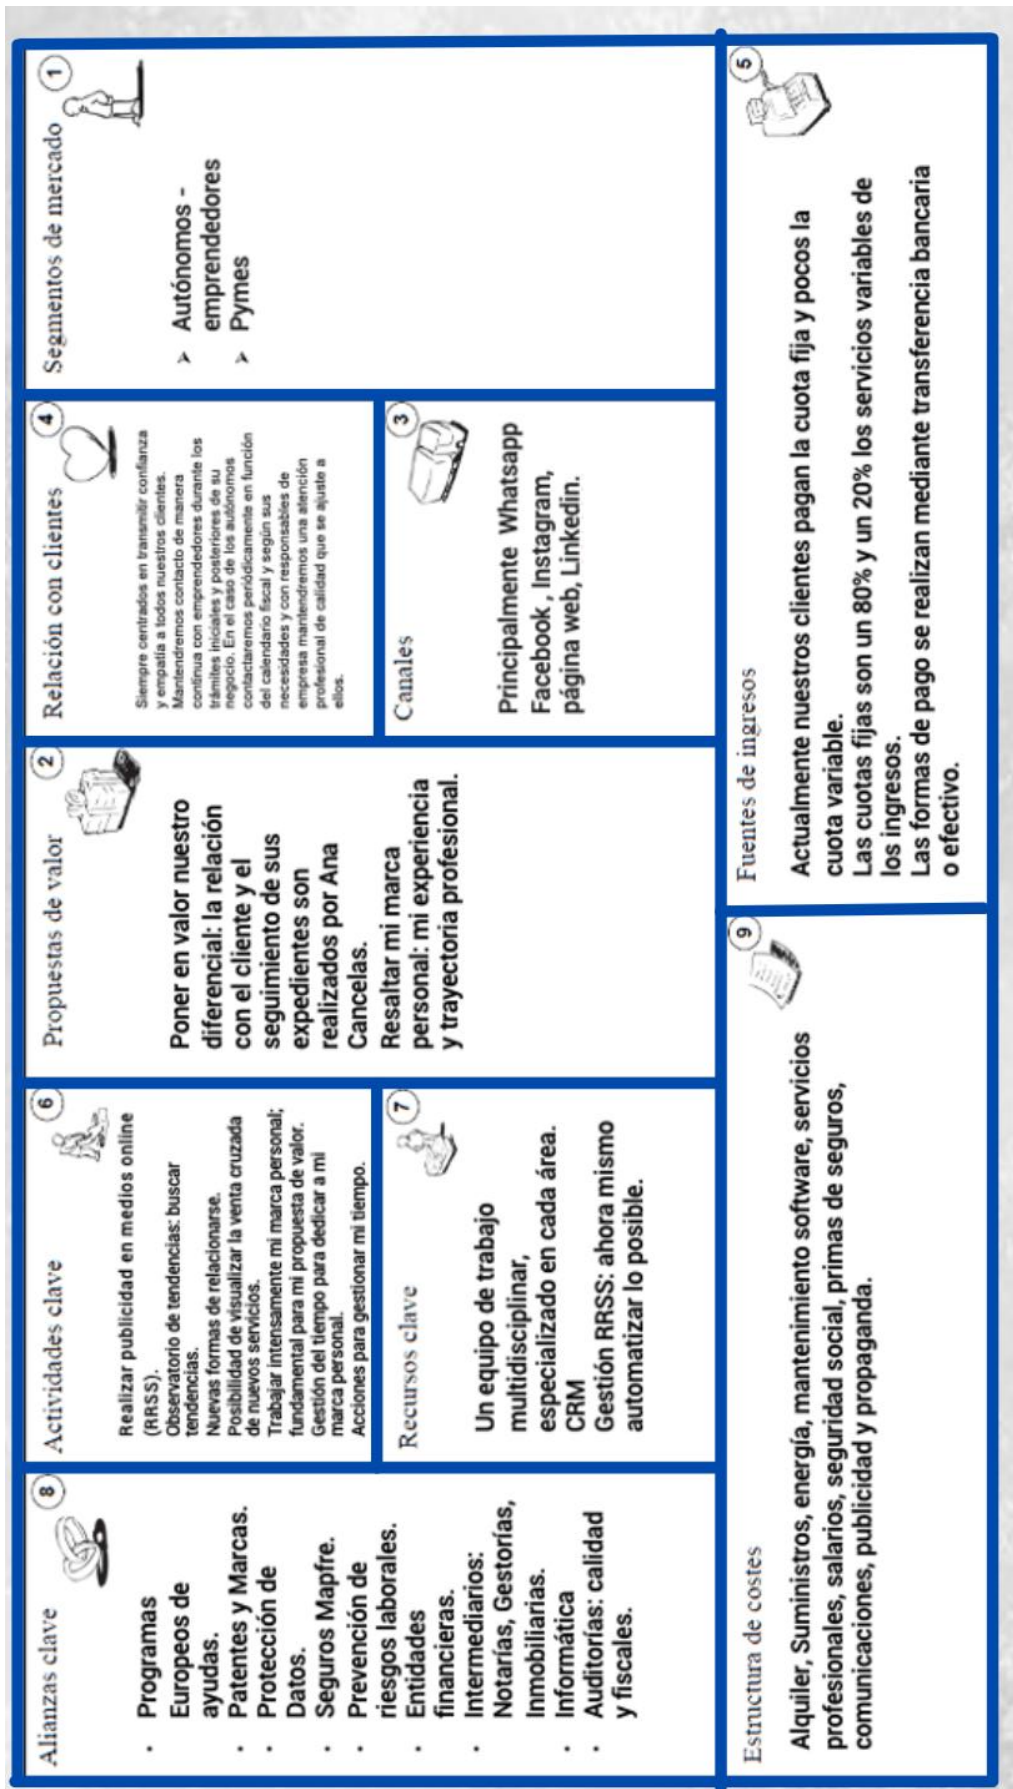 Alianzas clave
8
• Programas
Europeos de
ayudas.
• Patentes y Marcas.
• Protección de
Datos.
• Seguros Mapfre.
• Prevención de
riesgos laborales.
• Entidades
financieras.
• Intermediarios:
Notarías, Gestorías,
Inmobiliarias.
• Informática
• Auditorías: calidad
y fiscales.
Actividades clave
6
Realizar publicidad en medios online
(RRSS).
Observatorio de tendencias: buscar
tendencias.
Nuevas formas de relacionarse.
Posibilidad de visualizar la venta cruzada
de nuevos servicios.
Trabajar intensamente mi marca personal;
fundamental para mi propuesta de valor.
Gestión del tiempo para dedicar a mi
marca personal.
Acciones para gestionar mi tiempo.
Recursos clave
7
Un equipo de trabajo
multidisciplinar,
especializado en cada área.
CRM
Gestión RRSS: ahora mismo
automatizar lo posible.
Propuestas de valor
2
Poner en valor nuestro
diferencial: la relación
con el cliente y el
seguimiento de sus
expedientes son
realizados por Ana
Cancelas.
Resaltar mi marca
personal: mi experiencia
y trayectoria profesional.
Relación con clientes
4
Siempre centrados en transmitir confianza
y empatía a todos nuestros clientes.
Mantendremos contacto de manera
continua con emprendedores durante los
trámites iniciales y posteriores de su
negocio. En el caso de los autónomos
contactaremos periódicamente en función
del calendario fiscal y según sus
necesidades y con responsables de
empresa mantendremos una atención
profesional de calidad que se ajuste a
ellos.
Canales
3
Principalmente Whatsapp
Facebook , Instagram,
página web, Linkedin.
Segmentos de mercado
1
➢ Autónomos -
emprendedores
➢ Pymes
Estructura de costes
9
Alquiler, Suministros, energía, mantenimiento software, servicios
profesionales, salarios, seguridad social, primas de seguros,
comunicaciones, publicidad y propaganda.
Fuentes de ingresos
5
Actualmente nuestros clientes pagan la cuota fija y pocos la
cuota variable.
Las cuotas fijas son un 80% y un 20% los servicios variables de
los ingresos.
Las formas de pago se realizan mediante transferencia bancaria
o efectivo.